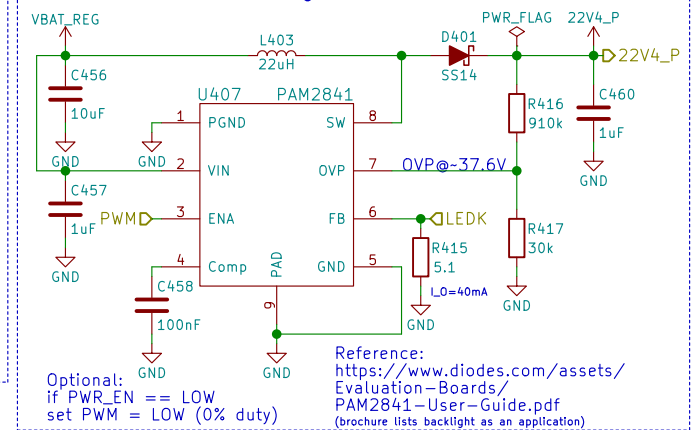 VBAT_REG
PWR_FLAG
22V4_P
L403
22uH
D401
SS14
22V4_P
C456
10uF
GND
U407
PAM2841
R416
910k
C460
1uF
GND
1
PGND
SW
8
GND
2
VIN
OVP
7
OVP@~37.6V
C457
1uF
GND
PWM
3
ENA
FB
6
LEDK
R417
30k
GND
R415
5.1
I_O=40mA
GND
4
Comp
PAD
GND
5
9
C458
100nF
GND
GND
Optional:
if PWR_EN == LOW
set PWM = LOW (0% duty)
Reference:
https://www.diodes.com/assets/
Evaluation-Boards/
PAM2841-User-Guide.pdf
(brochure lists backlight as an application)